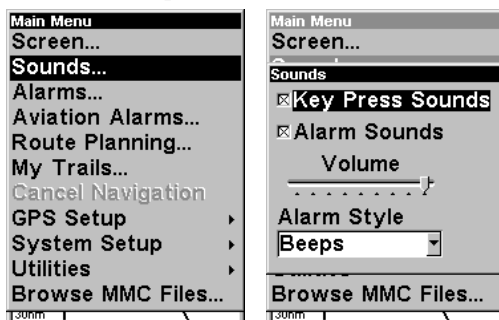 Main Menu
Screen...
Sounds...
Alarms...
Aviation Alarms...
Route Planning...
My Trails...
Cancel Navigation
GPS Setup
System Setup
Utilities
Browse MMC Files...
30nm
Main Menu
Screen...
Sounds
Key Press Sounds
Alarm Sounds
Volume
Alarm Style
Beeps
Browse MMC Files...
30nm